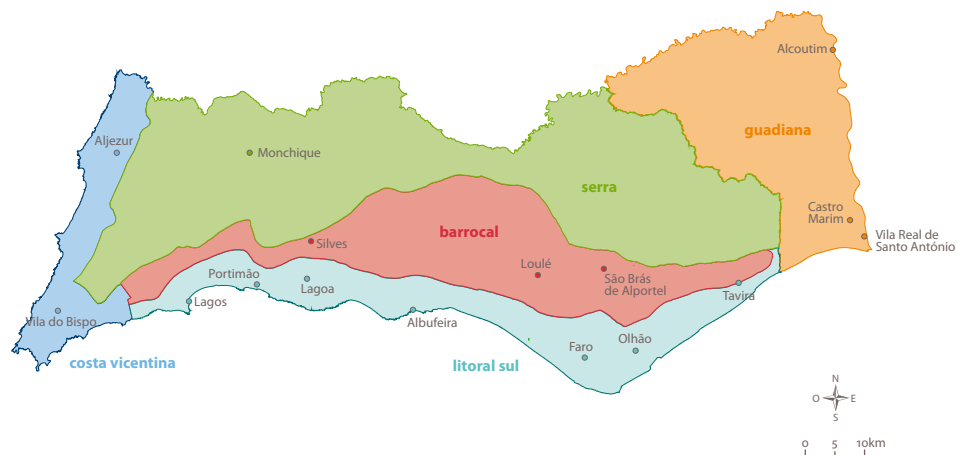 Alcoutim
guadiana
Aljezur
Monchique
serra
Castro
Marim
Vila Real de
Santo António
barrocal
Silves
Loulé
São Brás
de Alportel
Portimão
Lagoa
Tavira
Lagos
Vila do Bispo
Albufeira
Faro
Olhão
costa vicentina
litoral sul
N
O
E
S
0 5 10km